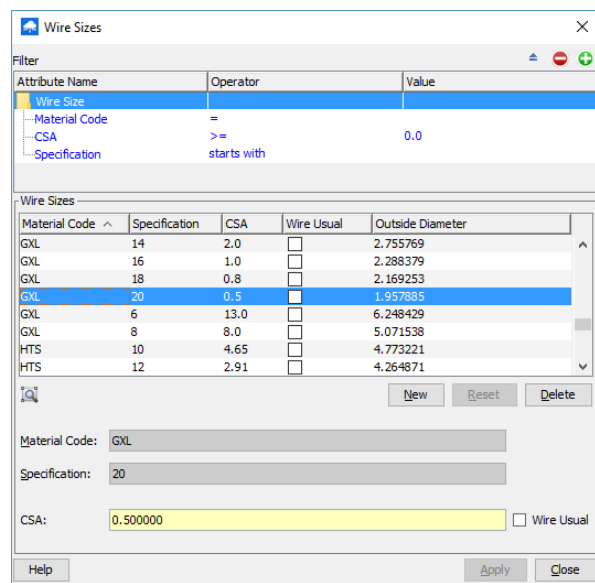 Wire Sizes
Filter
Attribute Name Operator Value
Wire Size
Material Code =
CSA >= 0.0
Specification starts with
Wire Sizes
Material Code Specification CSA Wire Usual Outside Diameter
GXL 14 2.0 2.755769
GXL 16 1.0 2.288379
GXL 18 0.8 2.169253
GXL 20 0.5 1.957885
GXL 6 13.0 6.248429
GXL 8 8.0 5.071538
HTS 10 4.65 4.773221
HTS 12 2.91 4.264871
New Reset Delete
Material Code: GXL
Specification: 20
CSA: 0.500000 Wire Usual
Help Apply Close